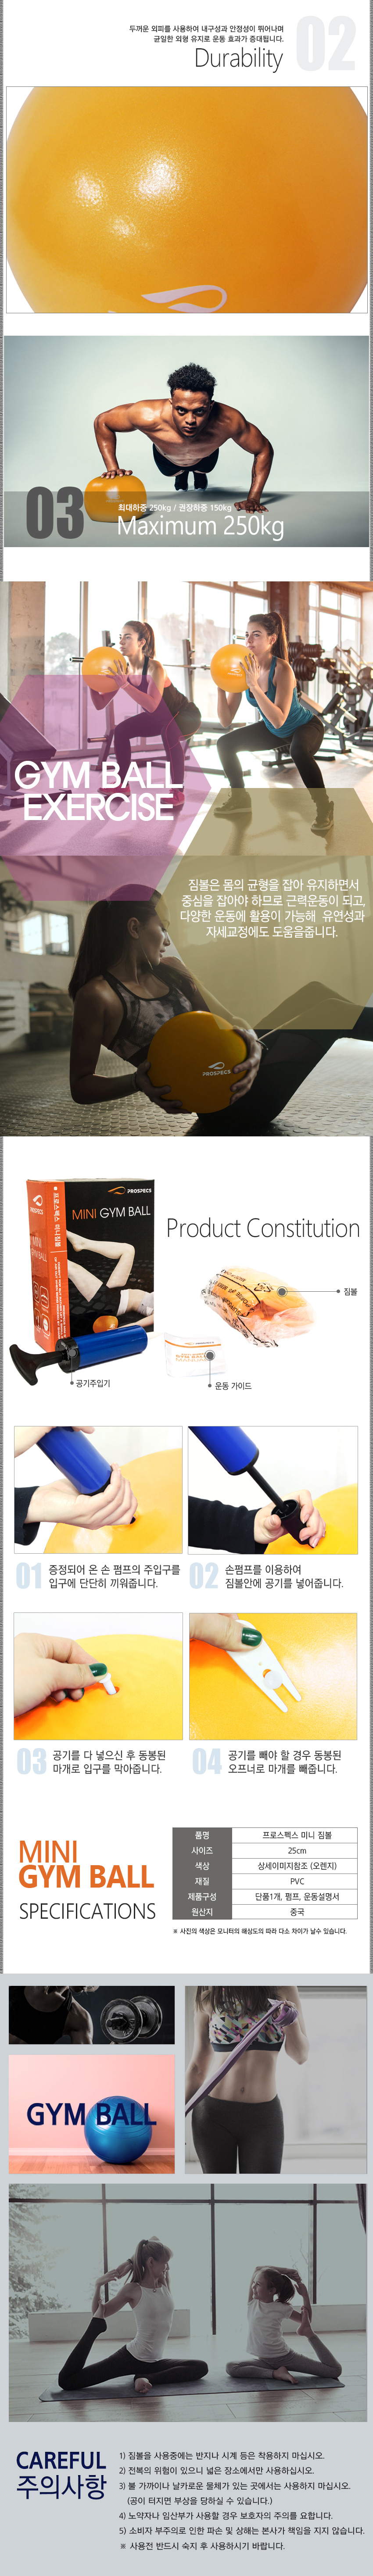 두꺼운 외피를 사용하여 내구성과 안정성이 뛰어나며
균일한 외형 유지로 운동 효과가 증대됩니다.
Durability
02
03
최대하중 250kg / 권장하중 150kg
Maximum 250kg
GYM BALL
EXERCISE
짐볼은 몸의 균형을 잡아 유지하면서
중심을 잡아야 하므로 근력운동이 되고,
다양한 운동에 활용이 가능해 유연성과
자세교정에도 도움을줍니다.
PROSPECS
PROSPECS
MINI GYM BALL
Product Constitution
짐볼
공기주입기
운동 가이드
01 증정되어 온 손 펌프의 주입구를
입구에 단단히 끼워줍니다.
02 손펌프를 이용하여
짐볼안에 공기를 넣어줍니다.
03 공기를 다 넣으신 후 동봉된
마개로 입구를 막아줍니다.
04 공기를 빼야 할 경우 동봉된
오프너로 마개를 빼줍니다.
MINI
GYM BALL
SPECIFICATIONS
품명 프로스펙스 미니 짐볼
사이즈 25cm
색상 상세이미지참조 (오렌지)
재질 PVC
제품구성 단품1개, 펌프, 운동설명서
원산지 중국
※ 사진의 색상은 모니터의 해상도의 따라 다소 차이가 날수 있습니다.
GYM BALL
CAREFUL
주의사항
1) 짐볼을 사용중에는 반지나 시계 등은 착용하지 마십시오.
2) 전복의 위험이 있으니 넓은 장소에서만 사용하십시오.
3) 불 가까이나 날카로운 물체가 있는 곳에서는 사용하지 마십시오.
(공이 터지면 부상을 당하실 수 있습니다.)
4) 노약자나 임산부가 사용할 경우 보호자의 주의를 요합니다.
5) 소비자 부주의로 인한 파손 및 상해는 본사가 책임을 지지 않습니다.
※ 사용전 반드시 숙지 후 사용하시기 바랍니다.